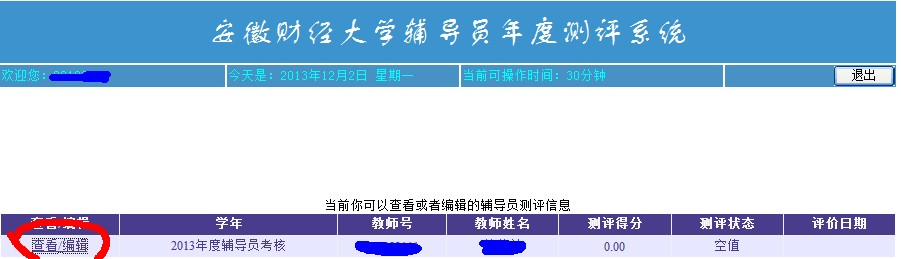 安徽财经大学辅导员年度测评系统
欢迎您: 今天是: 2013年12月2日 星期一 当前可操作时间: 30分钟 退出
当前你可以查看或者编辑的辅导员测评信息
查看/编辑 学年 教师号 教师姓名 测评得分 测评状态 评价日期
查看/编辑 2013年度辅导员考核 0.00 空值